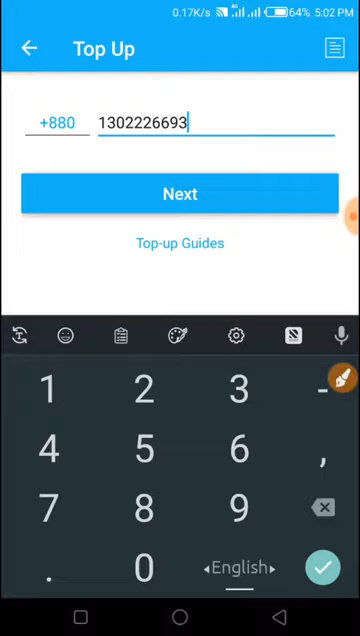 0.17K/s 4G 64% 5:02 PM
Top Up
+880 1302226693
Next
Top-up Guides
1 2 3 -
4 5 6 ,
7 8 9
. 0 English